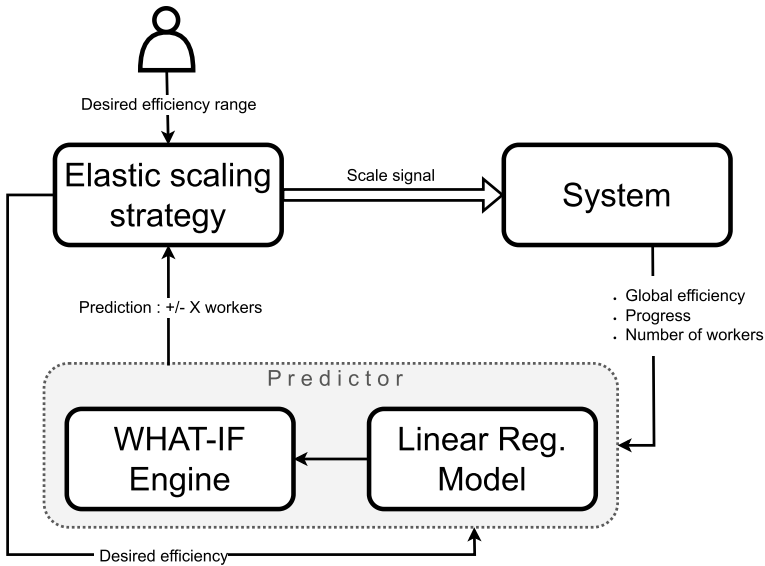 Desired efficiency range
Elastic scaling
strategy
Scale signal
System
Prediction : +/- X workers
. Global efficiency
. Progress
. Number of workers
Predictor
WHAT-IF
Engine
Linear Reg.
Model
Desired efficiency